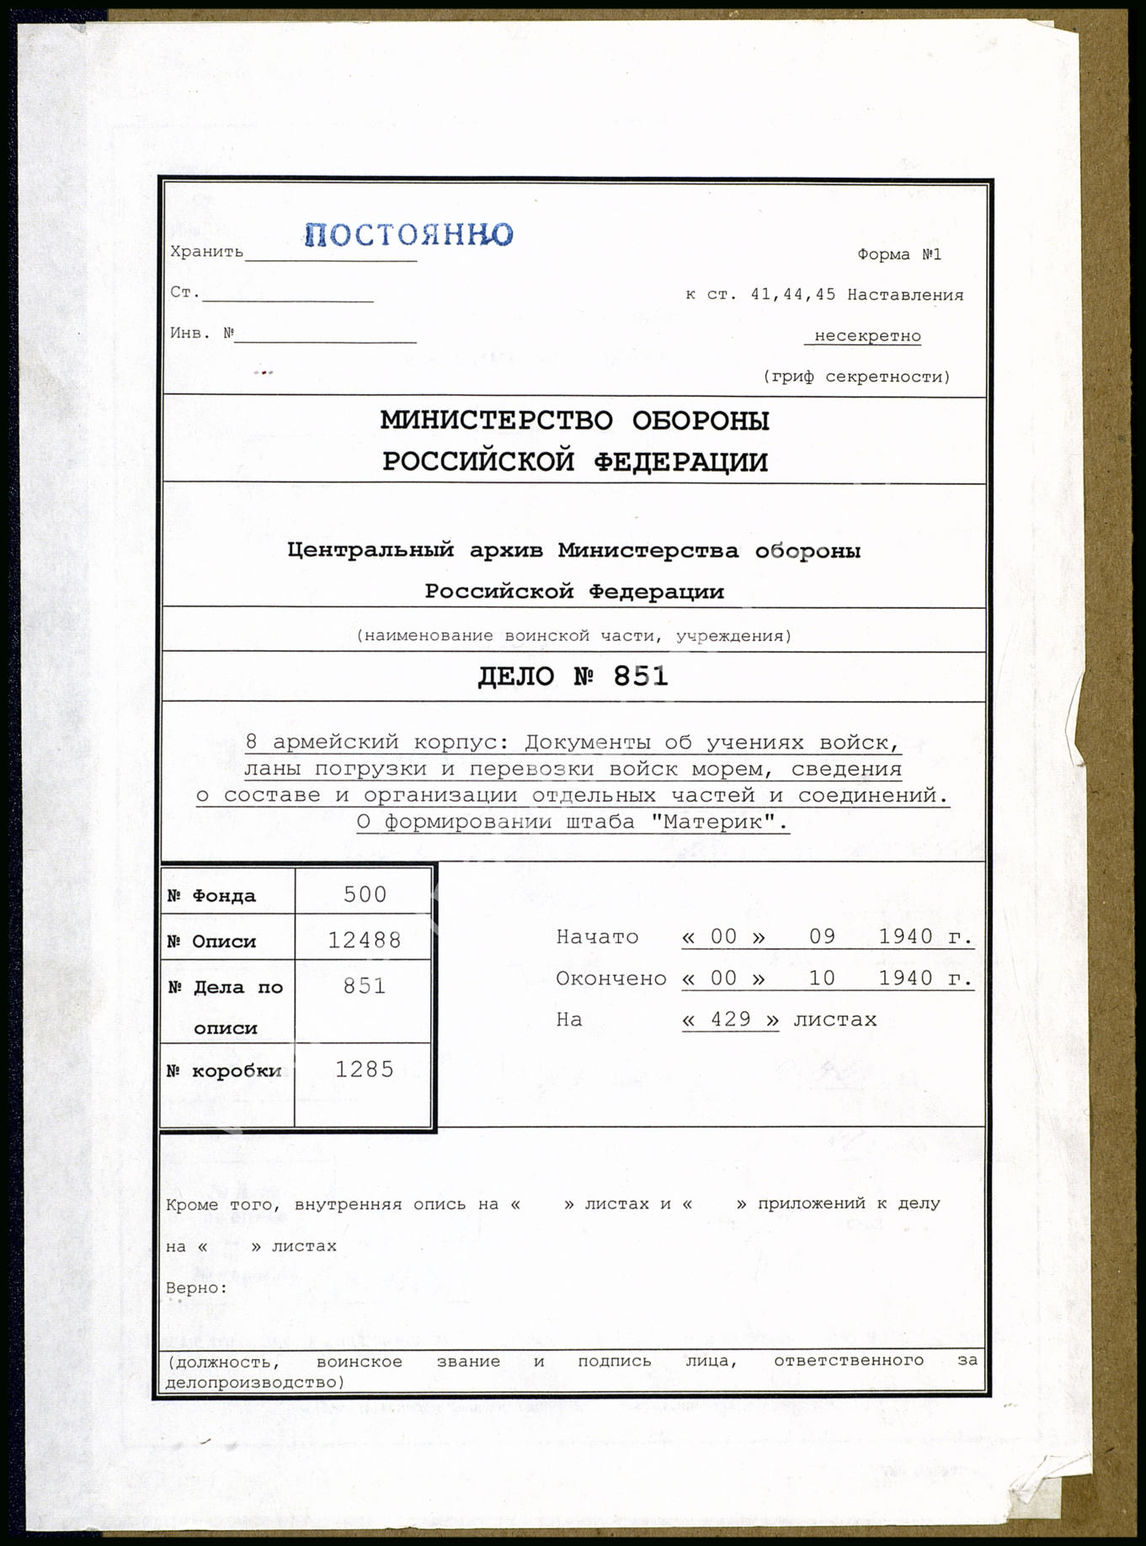 Хранить ПОСТОЯННО
Форма №1
Ст.
к ст. 41,44,45 Наставления
Инв. №
несекретно
(гриф секретности)
МИНИСТЕРСТВО ОБОРОНЫ
РОССИЙСКОЙ ФЕДЕРАЦИИ
Центральный архив Министерства обороны
Российской Федерации
(наименование воинской части, учреждения)
ДЕЛО № 851
8 армейский корпус: Документы об учениях войск,
ланы погрузки и перевозки войск морем, сведения
о составе и организации отдельных частей и соединений.
О формировании штаба "Материк".
№ Фонда 500
№ Описи 12488
№ Дела по 851
описи
№ коробки 1285
Начато « 00 » 09 1940 г.
Окончено « 00 » 10 1940 г.
На « 429 » листах
Кроме того, внутренняя опись на « » листах и « » приложений к делу
на « » листах
Верно:
(должность, воинское звание и подпись лица, ответственного за
делопроизводство)